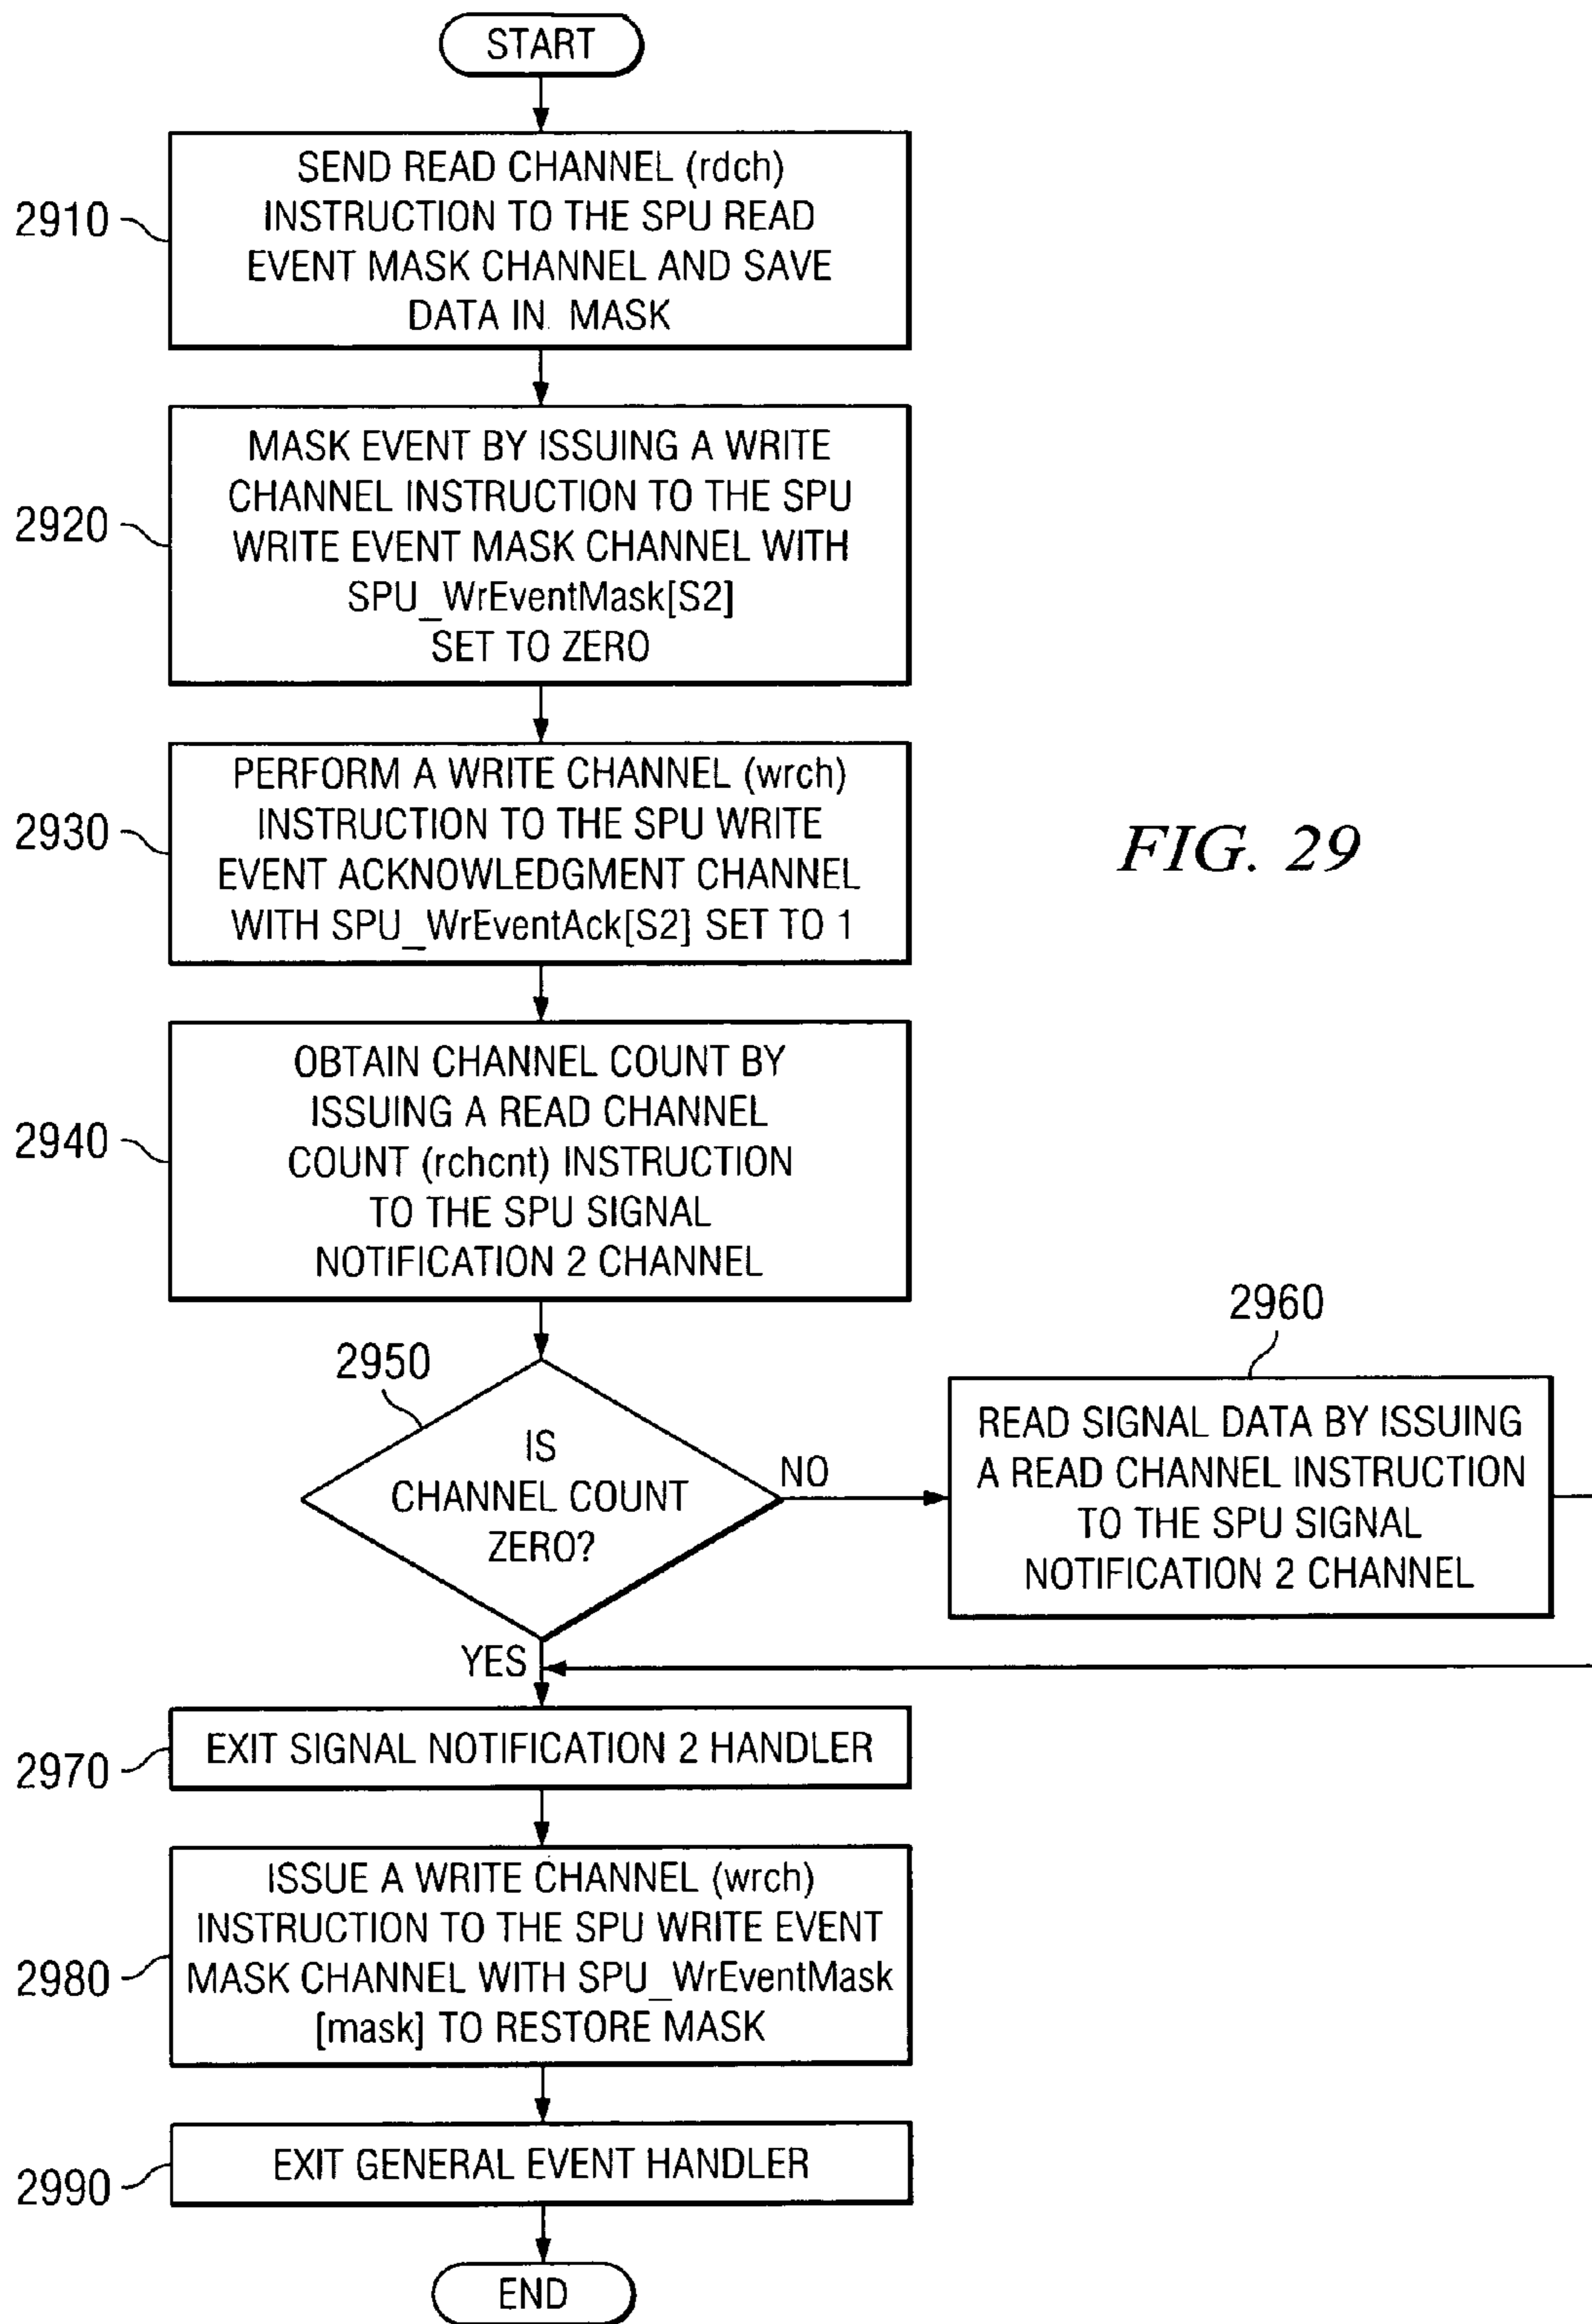 START
2910
SEND READ CHANNEL (rdch)
INSTRUCTION TO THE SPU READ
EVENT MASK CHANNEL AND SAVE
DATA IN MASK
2920
MASK EVENT BY ISSUING A WRITE
CHANNEL INSTRUCTION TO THE SPU
WRITE EVENT MASK CHANNEL WITH
SPU_WrEventMask[S2]
SET TO ZERO
2930
PERFORM A WRITE CHANNEL (wrch)
INSTRUCTION TO THE SPU WRITE
EVENT ACKNOWLEDGMENT CHANNEL
WITH SPU_WrEventAck[S2] SET TO 1
FIG. 29
2940
OBTAIN CHANNEL COUNT BY
ISSUING A READ CHANNEL
COUNT (rchcnt) INSTRUCTION
TO THE SPU SIGNAL
NOTIFICATION 2 CHANNEL
2950
IS
CHANNEL COUNT
ZERO?
NO
2960
READ SIGNAL DATA BY ISSUING
A READ CHANNEL INSTRUCTION
TO THE SPU SIGNAL
NOTIFICATION 2 CHANNEL
YES
2970
EXIT SIGNAL NOTIFICATION 2 HANDLER
2980
ISSUE A WRITE CHANNEL (wrch)
INSTRUCTION TO THE SPU WRITE EVENT
MASK CHANNEL WITH SPU_WrEventMask
[mask] TO RESTORE MASK
2990
EXIT GENERAL EVENT HANDLER
END